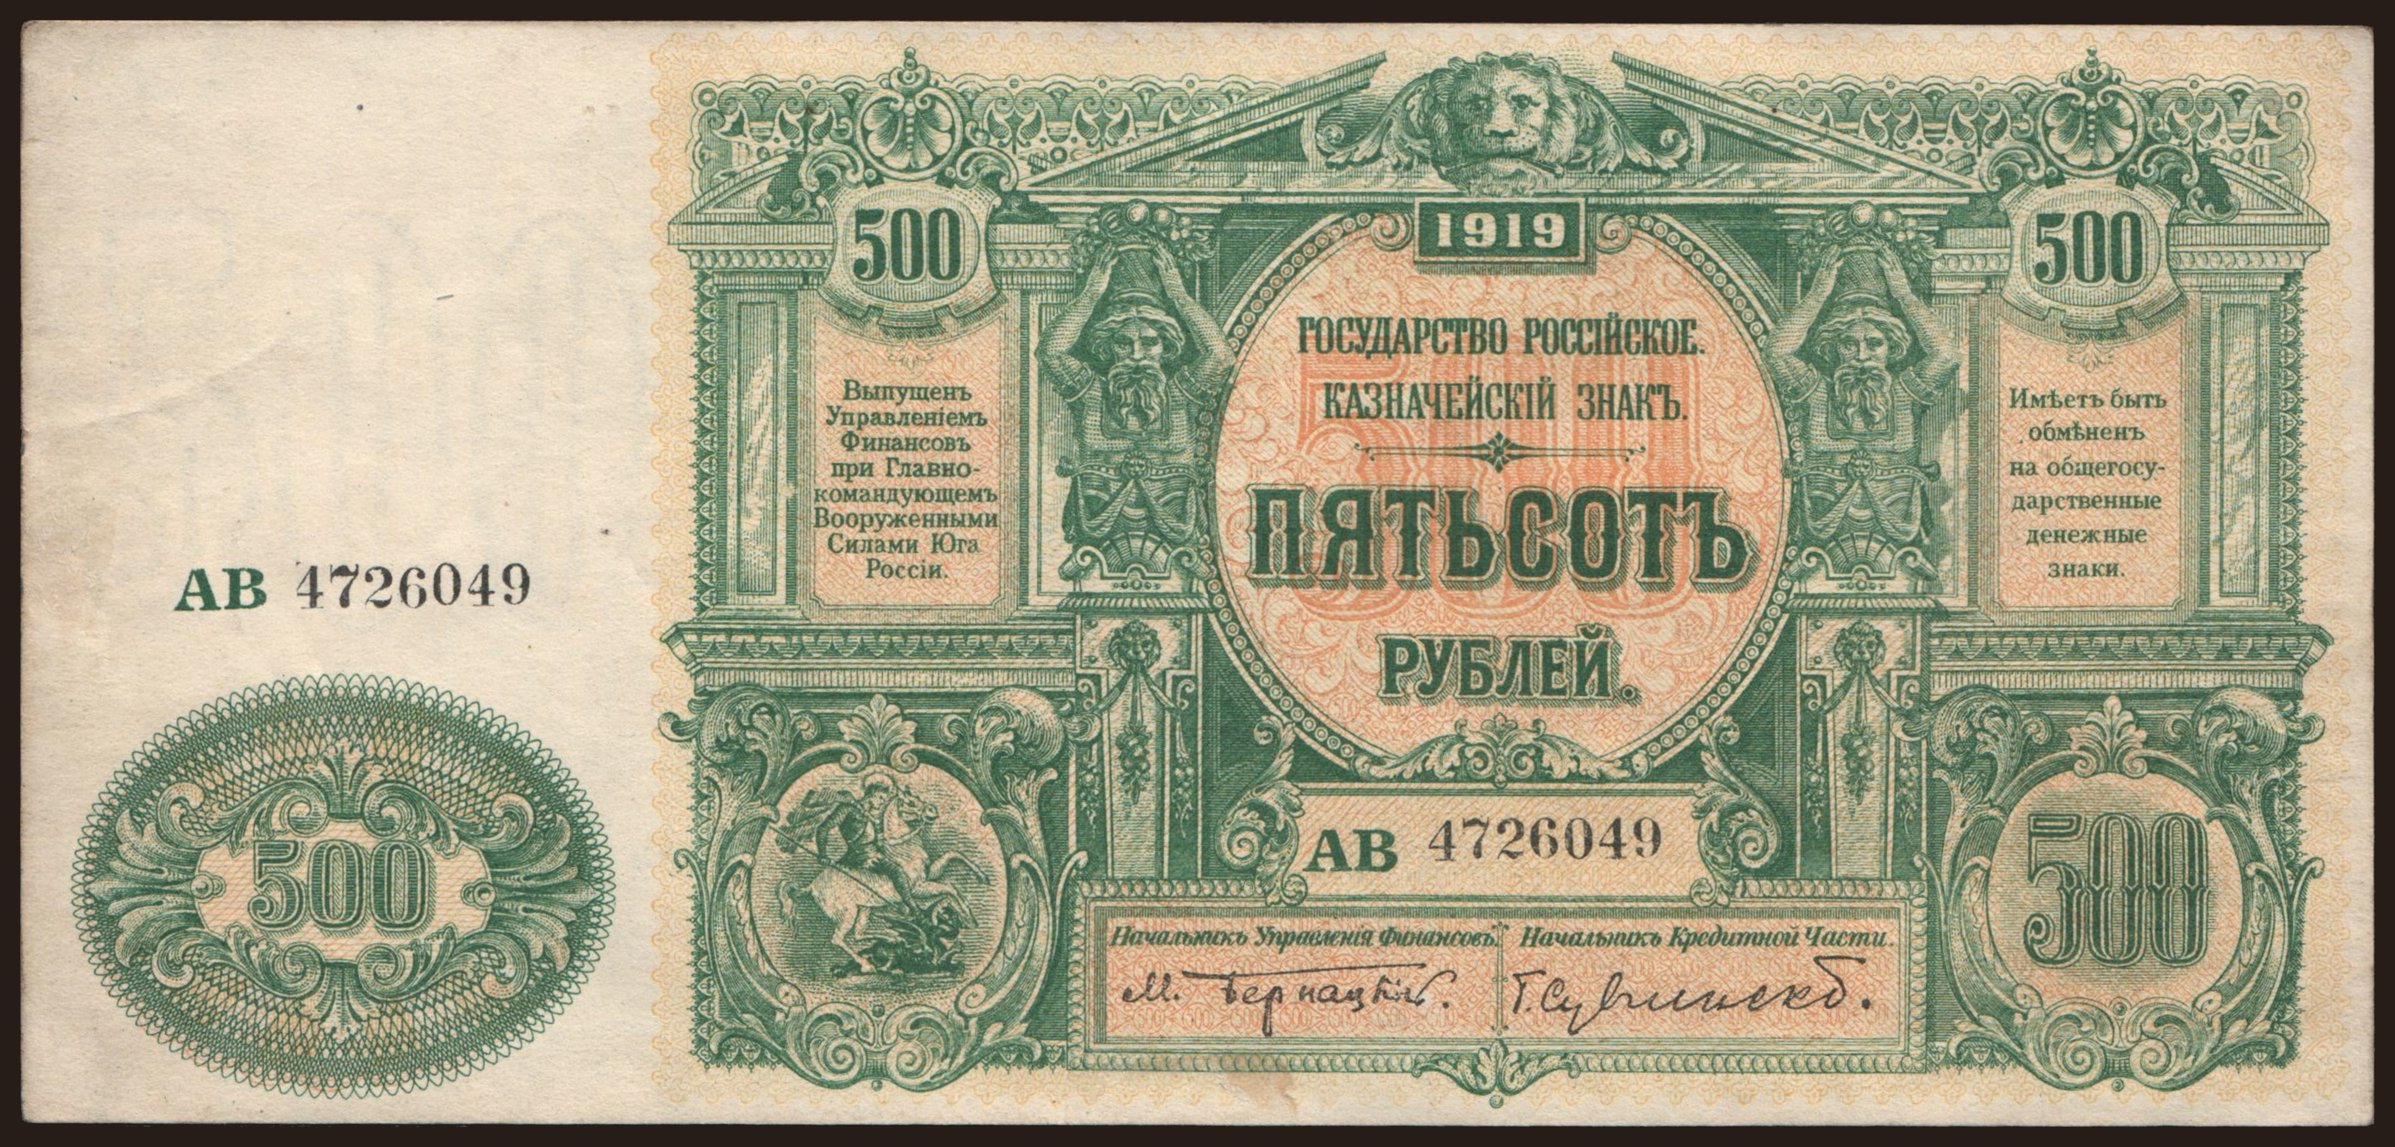 500
500
1919
ГОСУДАРСТВО РОССІЙСКОЕ.
КАЗНАЧЕЙСКІЙ ЗНАКЪ.
ПЯТЬСОТЪ
РУБЛЕЙ.
Выпущенъ
Управленіемъ
Финансовъ
при Главно-
командующемъ
Вооруженными
Силами Юга
Россіи.
Имѣетъ быть
обмѣненъ
на общегосу-
дарственные
денежные
знаки.
АВ 4726049
500
АВ 4726049
500
Начальникъ Управленія Финансовъ.
М. Бернацкій.
Начальникъ Кредитной Части.